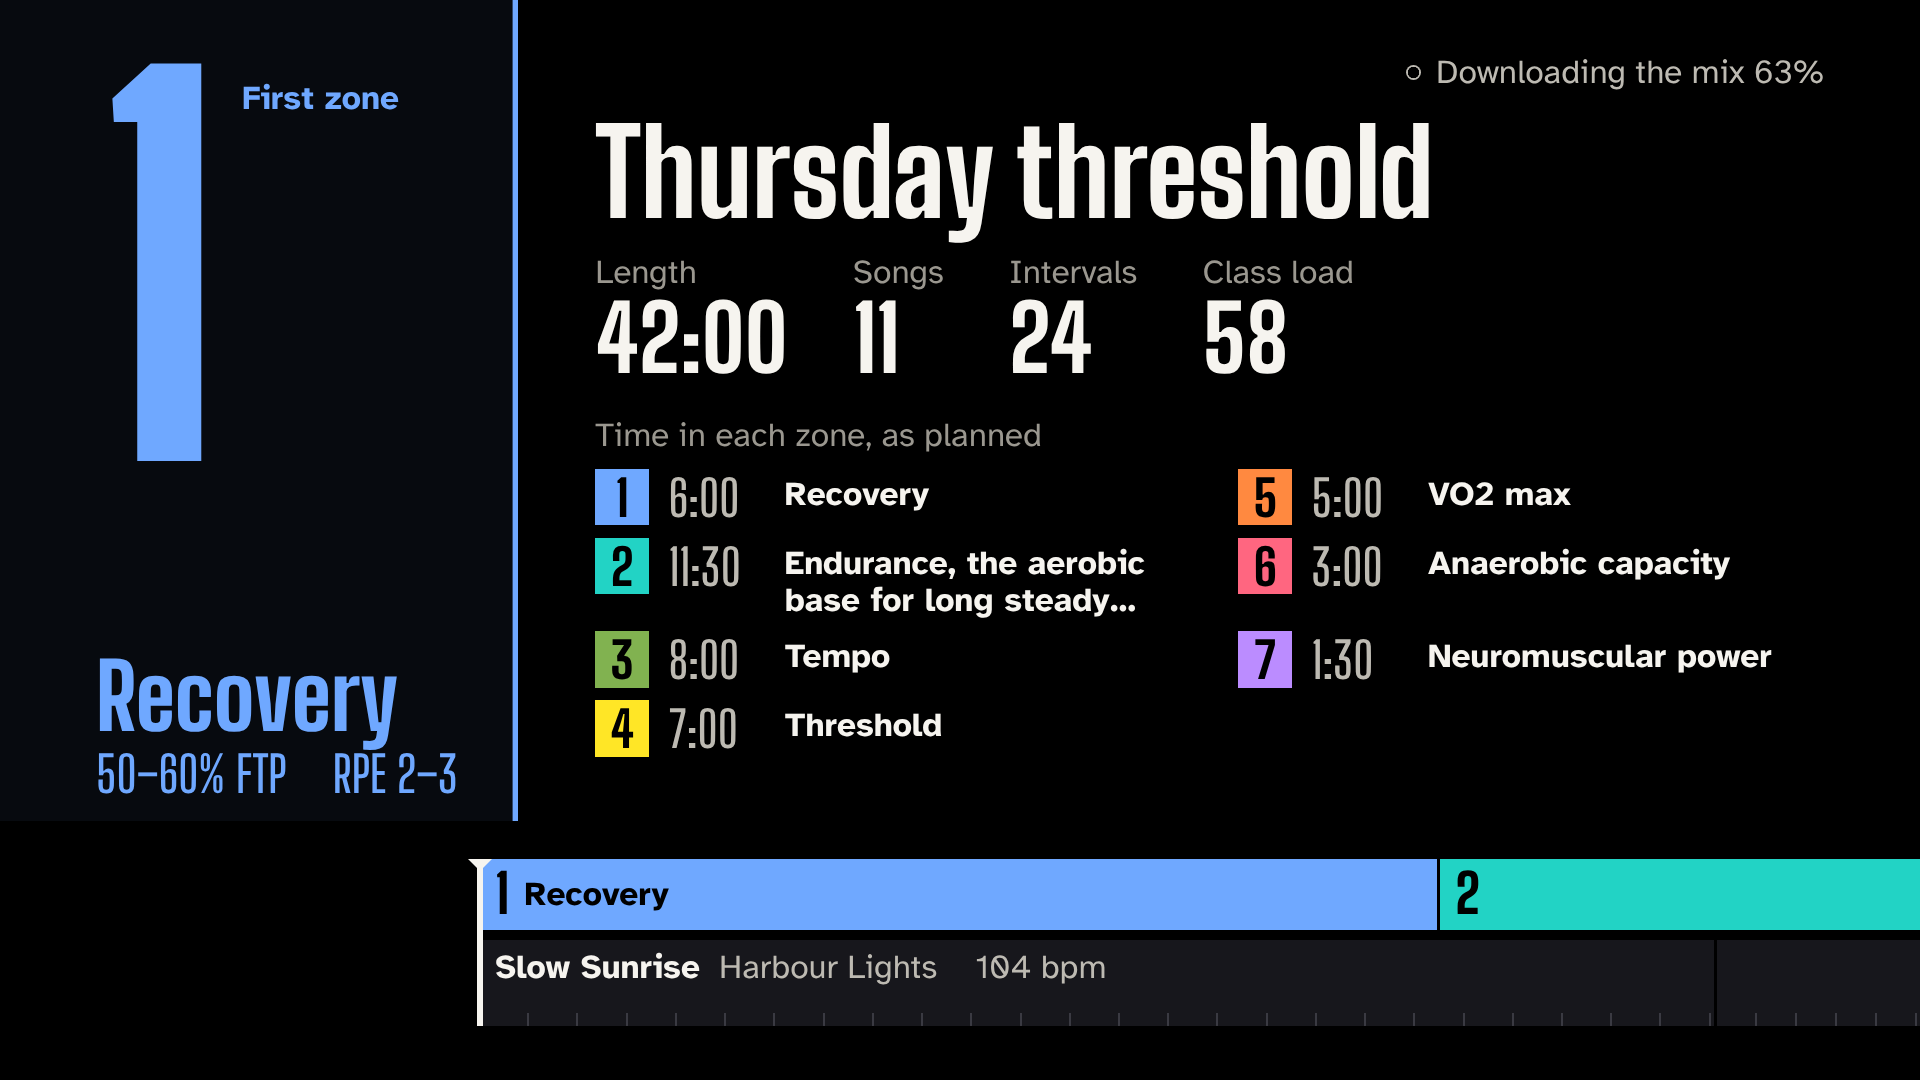 1
First zone
Recovery
50–60% FTP RPE 2–3
Downloading the mix 63%
Thursday threshold
Length Songs Intervals Class load
42:00 11 24 58
Time in each zone, as planned
1 6:00 Recovery
2 11:30 Endurance, the aerobic
base for long steady...
3 8:00 Tempo
4 7:00 Threshold
5 5:00 VO2 max
6 3:00 Anaerobic capacity
7 1:30 Neuromuscular power
1 Recovery 2
Slow Sunrise Harbour Lights 104 bpm